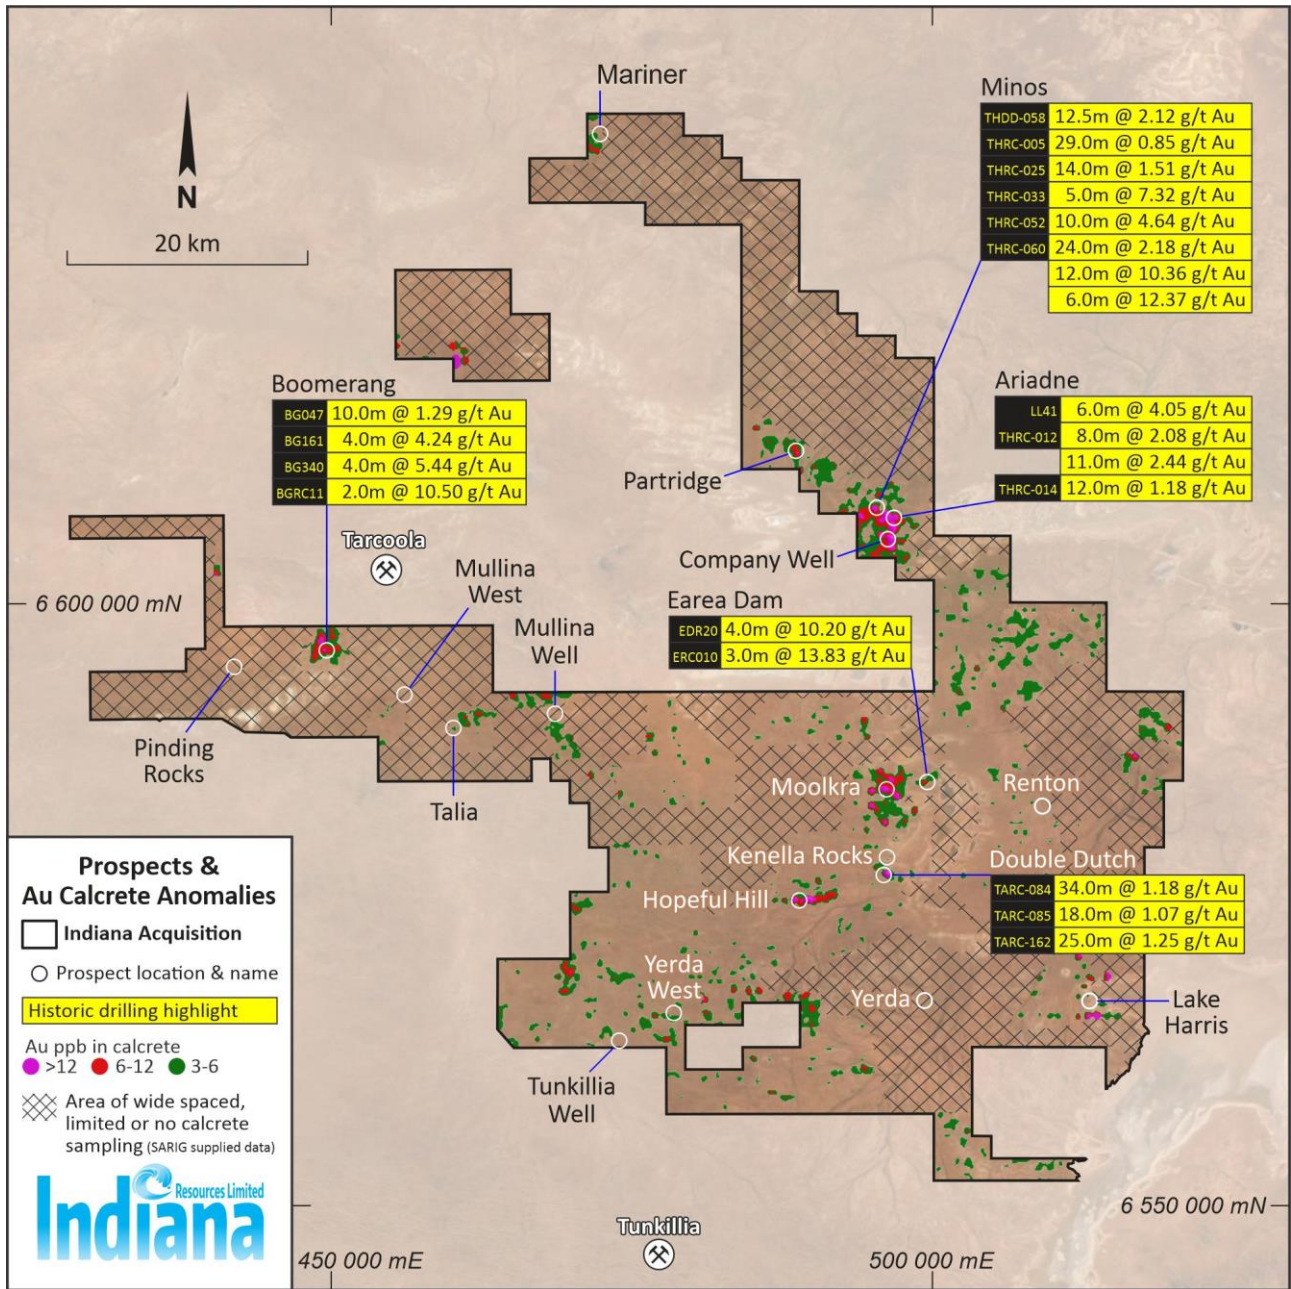 Mariner
N
20 km
Minos
THDD-058 12.5m @ 2.12 g/t Au
THRC-005 29.0m @ 0.85 g/t Au
THRC-025 14.0m @ 1.51 g/t Au
THRC-033 5.0m @ 7.32 g/t Au
THRC-052 10.0m @ 4.64 g/t Au
THRC-060 24.0m @ 2.18 g/t Au
12.0m @ 10.36 g/t Au
6.0m @ 12.37 g/t Au
Boomerang
BG047 10.0m @ 1.29 g/t Au
BG161 4.0m @ 4.24 g/t Au
BG340 4.0m @ 5.44 g/t Au
BGRC11 2.0m @ 10.50 g/t Au
Ariadne
LL41 6.0m @ 4.05 g/t Au
THRC-012 8.0m @ 2.08 g/t Au
11.0m @ 2.44 g/t Au
THRC-014 12.0m @ 1.18 g/t Au
Partridge
Tarcoola
Company Well
Mullina
West
6 600 000 mN
Mullina
Well
Earea Dam
EDR20 4.0m @ 10.20 g/t Au
ERC010 3.0m @ 13.83 g/t Au
Pinding
Rocks
Talia
Moolkra
Renton
Kenella Rocks
Double Dutch
TARC-084 34.0m @ 1.18 g/t Au
TARC-085 18.0m @ 1.07 g/t Au
TARC-162 25.0m @ 1.25 g/t Au
Hopeful Hill
Yerda
West
Yerda
Lake
Harris
Tunkillia
Well
Prospects &
Au Calcrete Anomalies
Indiana Acquisition
Prospect location & name
Historic drilling highlight
Au ppb in calcrete
>12 6-12 3-6
Area of wide spaced,
limited or no calcrete
sampling (SARIG supplied data)
Indiana
Resources Limited
6 550 000 mN
Tunkillia
450 000 mE
500 000 mE